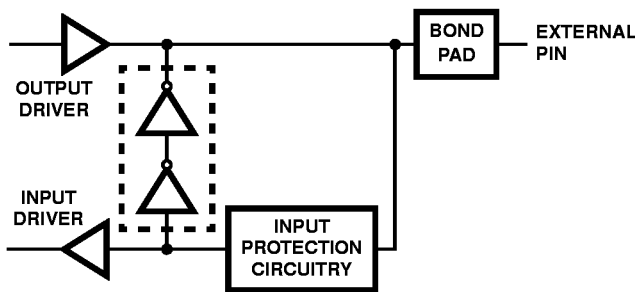 OUTPUT
DRIVER
BOND
PAD
EXTERNAL
PIN
INPUT
DRIVER
INPUT
PROTECTION
CIRCUITRY